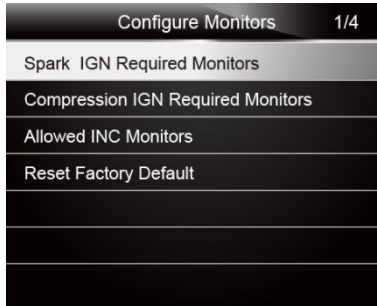 Configure Monitors 1/4
Spark IGN Required Monitors
Compression IGN Required Monitors
Allowed INC Monitors
Reset Factory Default